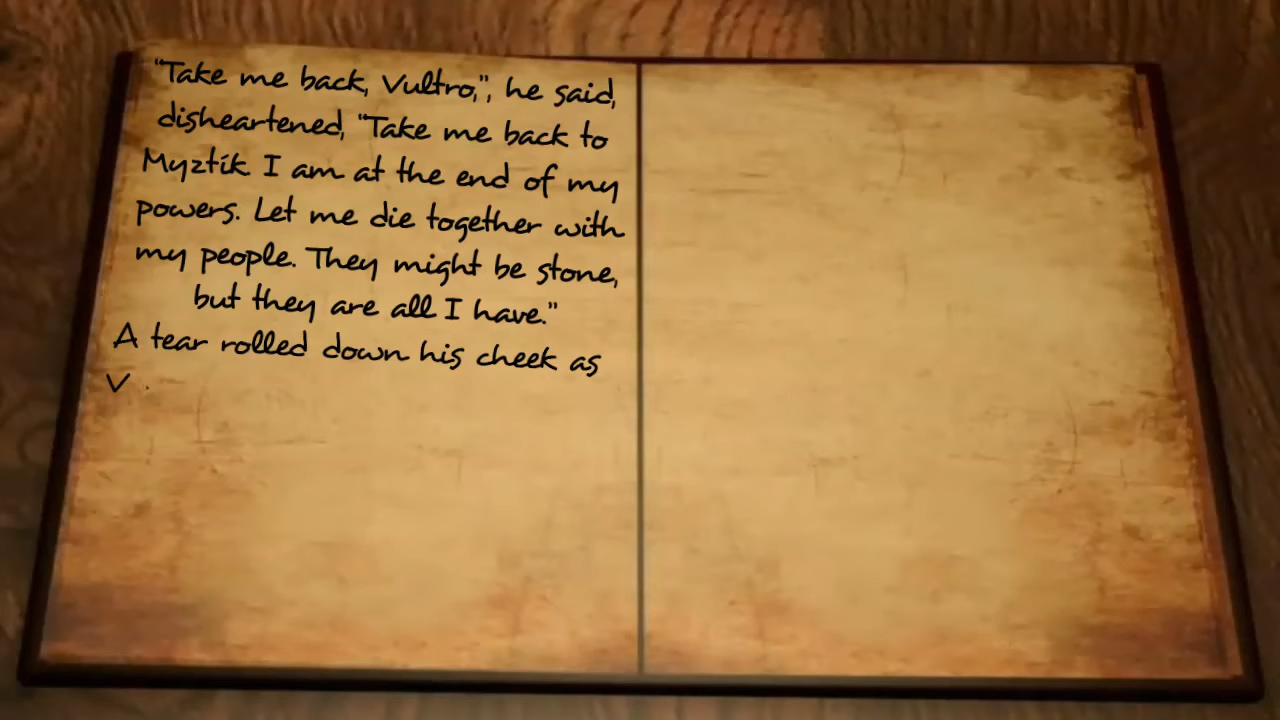 "Take me back, Vultro,", he said,
disheartened, "Take me back to
Myztík. I am at the end of my
powers. Let me die together with
my people. They might be stone,
but they are all I have."
A tear rolled down his cheek as
V